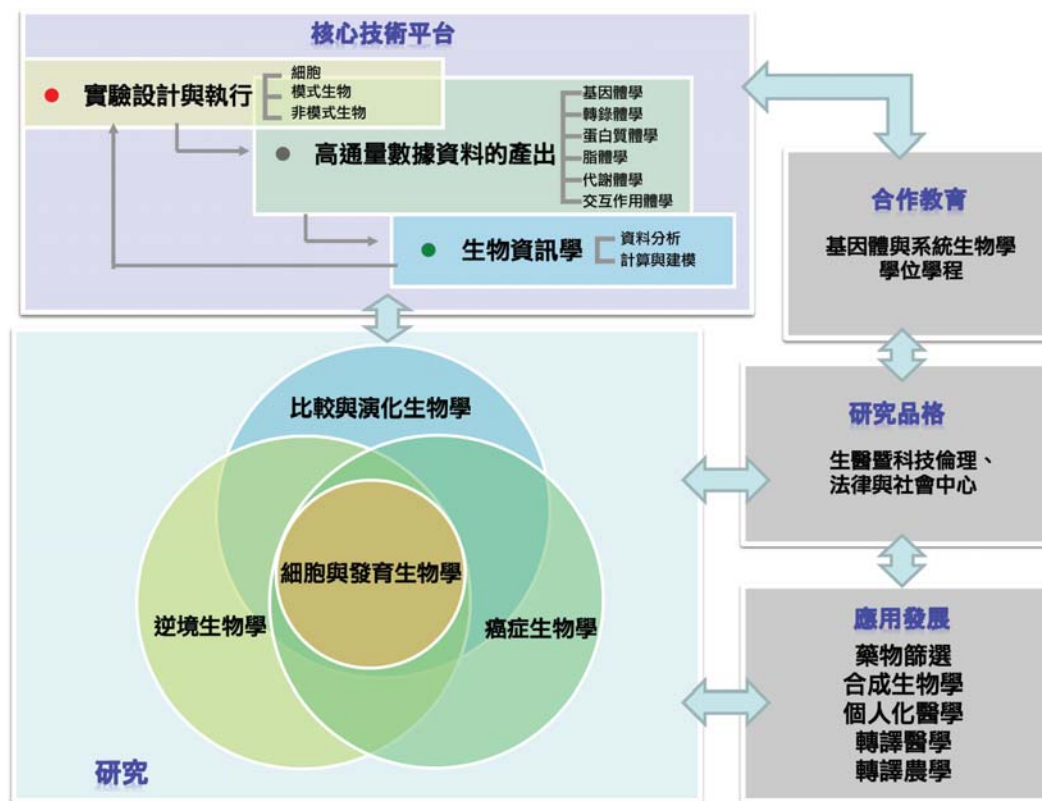 核心技術平台
實驗設計與執行
細胞
模式生物
非模式生物
高通量數據資料的產出
基因體學
轉錄體學
蛋白質體學
脂體學
代謝體學
交互作用體學
生物資訊學
資料分析
計算與建模
合作教育
基因體與系統生物學
學位學程
比較與演化生物學
細胞與發育生物學
逆境生物學
癌症生物學
研究
研究品格
生醫暨科技倫理、
法律與社會中心
應用發展
藥物篩選
合成生物學
個人化醫學
轉譯醫學
轉譯農學